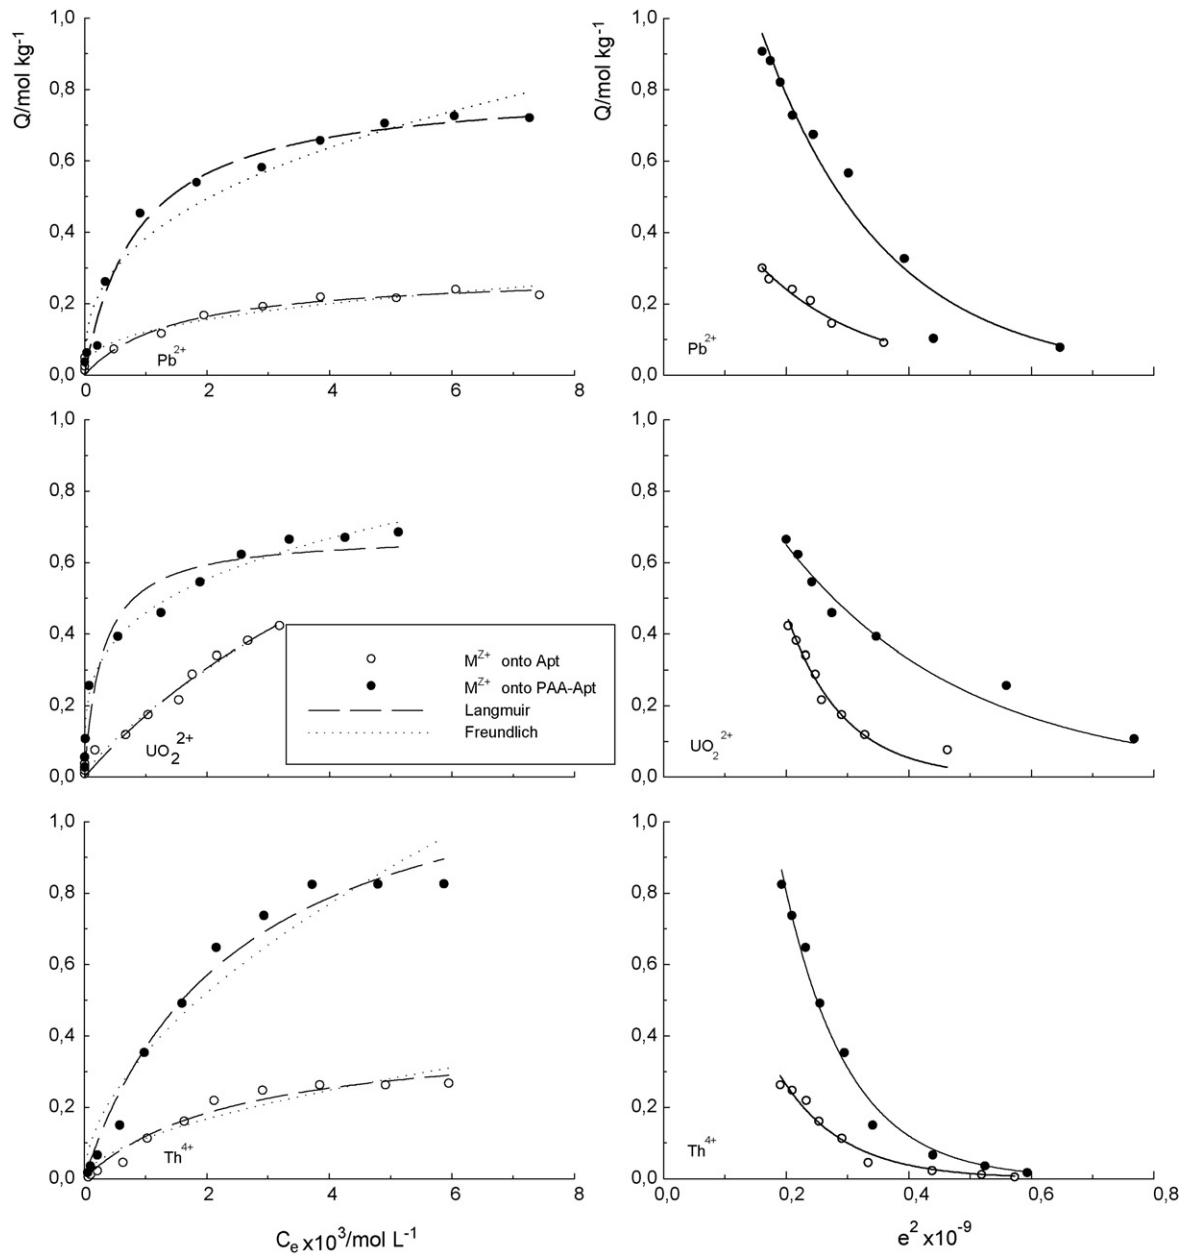 Q/mol kg⁻¹
1,0
0,8
0,6
0,4
0,2
0,0
Pb²⁺
0 2 4 6 8
Q/mol kg⁻¹
1,0
0,8
0,6
0,4
0,2
0,0
Pb²⁺
1,0
0,8
0,6
0,4
0,2
0,0
UO₂²⁺
0 2 4 6 8
M^Z+ onto Apt
M^Z+ onto PAA-Apt
Langmuir
Freundlich
1,0
0,8
0,6
0,4
0,2
0,0
UO₂²⁺
1,0
0,8
0,6
0,4
0,2
0,0
Th⁴⁺
0 2 4 6 8
Cₑ x10³/mol L⁻¹
1,0
0,8
0,6
0,4
0,2
0,0
Th⁴⁺
0,0 0,2 0,4 0,6 0,8
e² x10⁻⁹